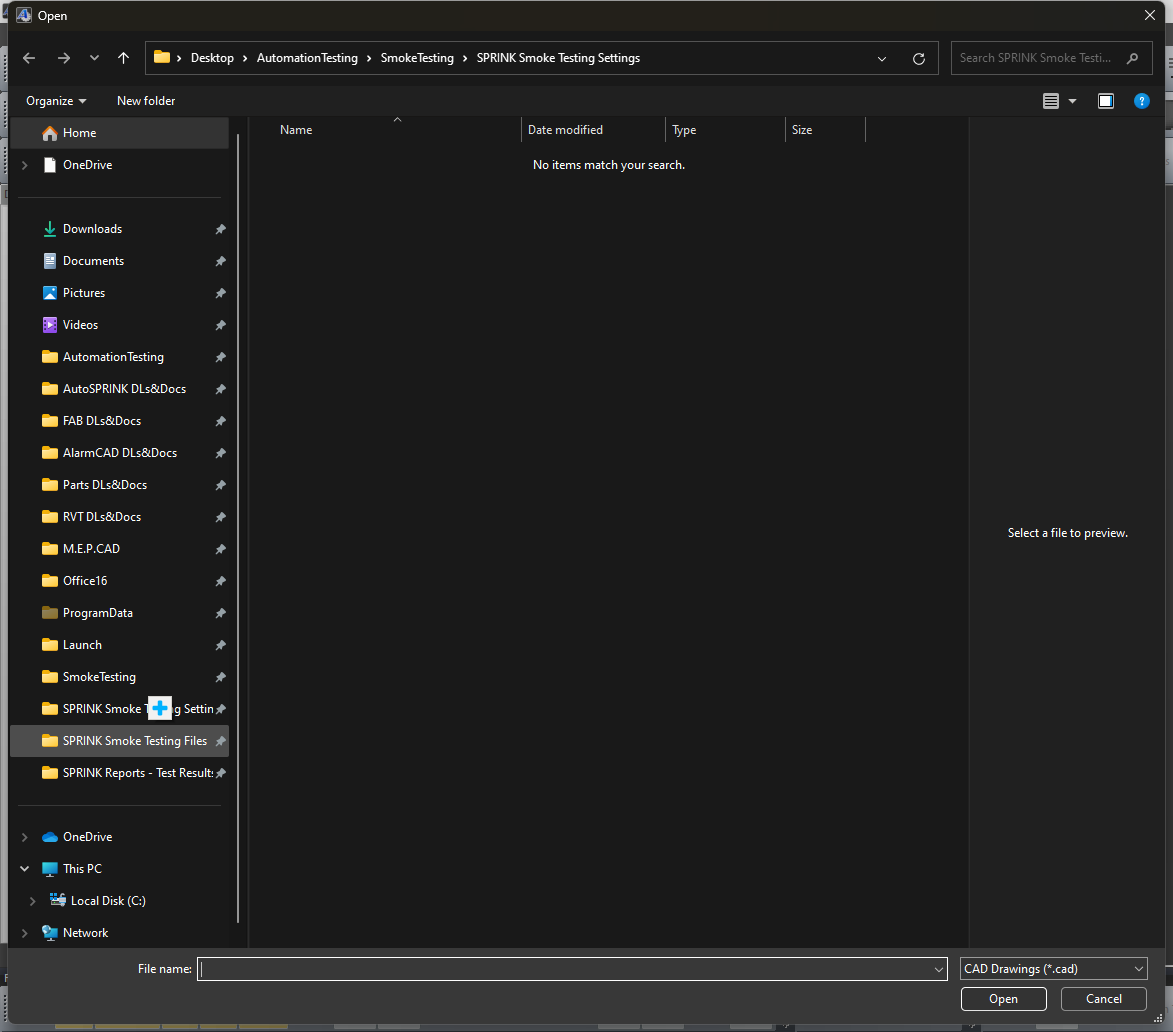 Open
Desktop > AutomationTesting > SmokeTesting > SPRINK Smoke Testing Settings
Search SPRINK Smoke Testi...
Organize
New folder
?
Home
OneDrive
Downloads
Documents
Pictures
Videos
AutomationTesting
AutoSPRINK DLs&Docs
FAB DLs&Docs
AlarmCAD DLs&Docs
Parts DLs&Docs
RVT DLs&Docs
M.E.P.CAD
Office16
ProgramData
Launch
SmokeTesting
SPRINK Smoke T g Settin
SPRINK Smoke Testing Files
SPRINK Reports - Test Results
OneDrive
This PC
Local Disk (C:)
Network
Name
Date modified
Type
Size
No items match your search.
Select a file to preview.
File name:
CAD Drawings (*.cad)
Open
Cancel